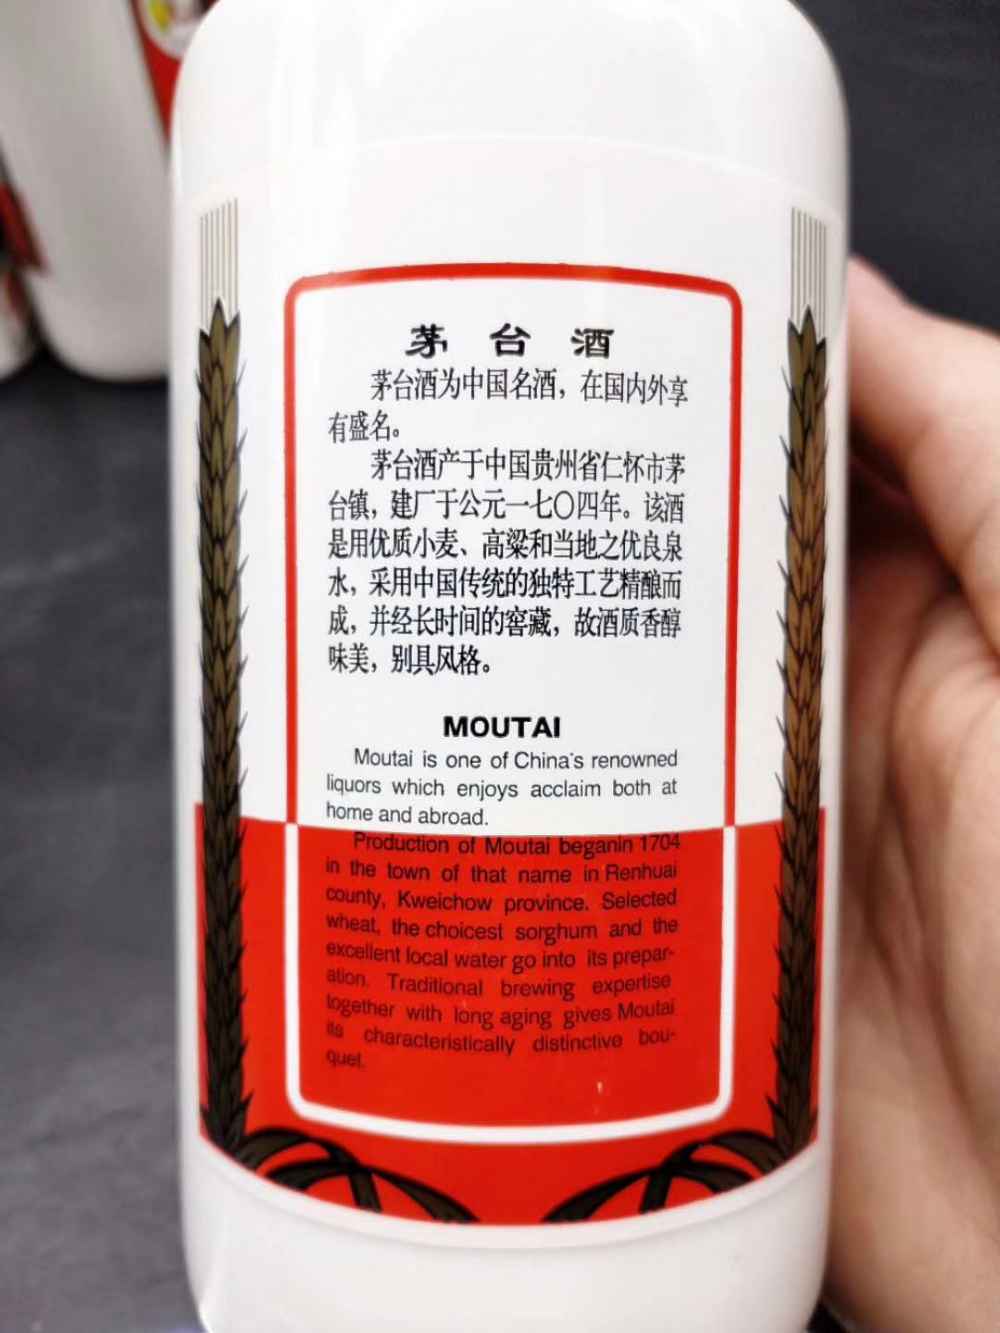 茅台酒
茅台酒为中国名酒，在国内外享
有盛名。
茅台酒产于中国贵州省仁怀市茅
台镇，建厂于公元一七〇四年。该酒
是用优质小麦、高粱和当地之优良泉
水，采用中国传统的独特工艺精酿而
成，并经长时间的窖藏，故酒质香醇
味美，别具风格。
MOUTAI
Moutai is one of China's renowned
liquors which enjoys acclaim both at
home and abroad.
Production of Moutai beganin 1704
in the town of that name in Renhuai
county, Kweichow province. Selected
wheat, the choicest sorghum and the
excellent local water go into its prepar-
ation. Traditional brewing expertise
together with long aging gives Moutai
its characteristically distinctive bou-
quet.